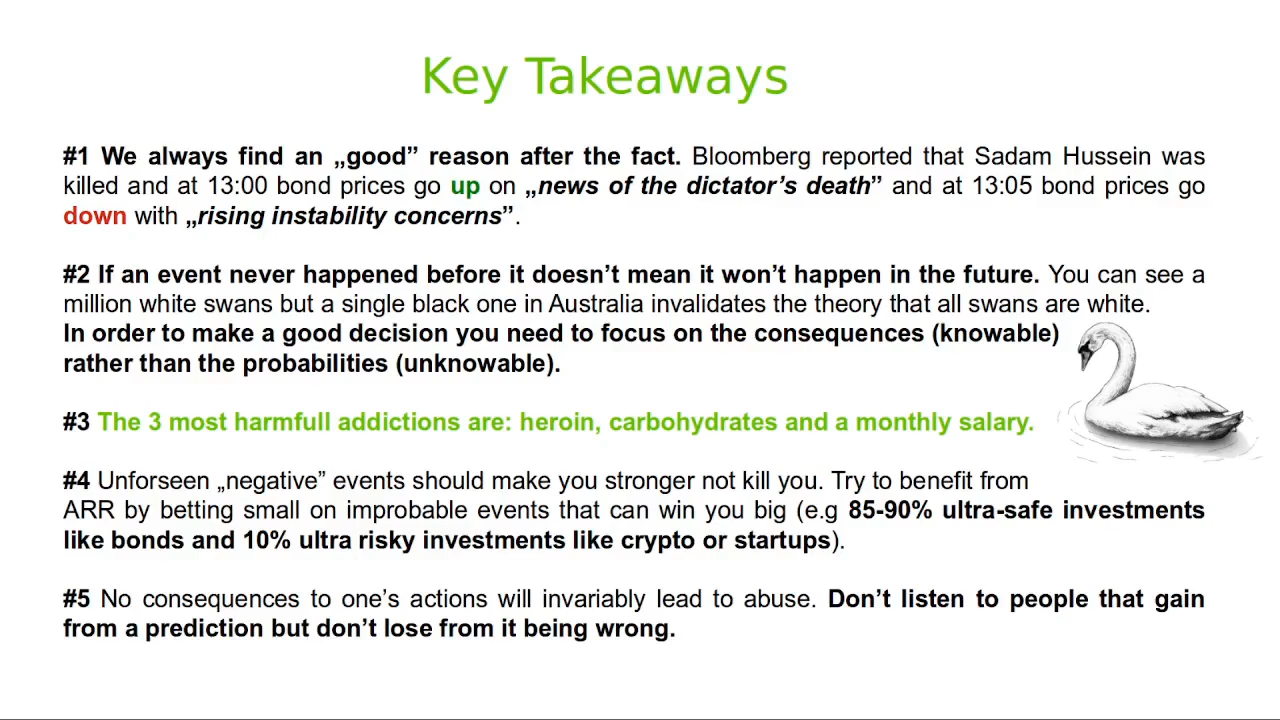 Key Takeaways
#1 We always find an „good” reason after the fact. Bloomberg reported that Sadam Hussein was
killed and at 13:00 bond prices go up on „news of the dictator’s death” and at 13:05 bond prices go
down with „rising instability concerns”.
#2 If an event never happened before it doesn’t mean it won’t happen in the future. You can see a
million white swans but a single black one in Australia invalidates the theory that all swans are white.
In order to make a good decision you need to focus on the consequences (knowable)
rather than the probabilities (unknowable).
#3 The 3 most harmfull addictions are: heroin, carbohydrates and a monthly salary.
#4 Unforseen „negative” events should make you stronger not kill you. Try to benefit from
ARR by betting small on improbable events that can win you big (e.g 85-90% ultra-safe investments
like bonds and 10% ultra risky investments like crypto or startups).
#5 No consequences to one’s actions will invariably lead to abuse. Don’t listen to people that gain
from a prediction but don’t lose from it being wrong.